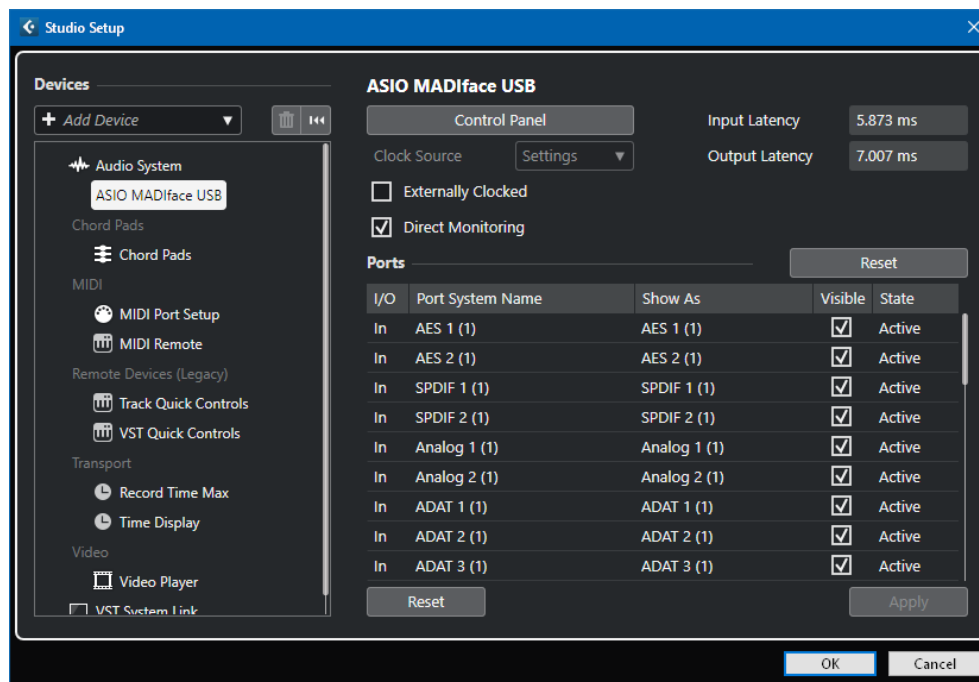 Studio Setup
Devices
Add Device
Audio System
ASIO MADIface USB
Chord Pads
Chord Pads
MIDI
MIDI Port Setup
MIDI Remote
Remote Devices (Legacy)
Track Quick Controls
VST Quick Controls
Transport
Record Time Max
Time Display
Video
Video Player
VST System Link
ASIO MADIface USB
Control Panel
Input Latency 5.873 ms
Clock Source Settings
Output Latency 7.007 ms
Externally Clocked
Direct Monitoring
Ports
Reset
I/O Port System Name Show As Visible State
In AES 1 (1) AES 1 (1) Active
In AES 2 (1) AES 2 (1) Active
In SPDIF 1 (1) SPDIF 1 (1) Active
In SPDIF 2 (1) SPDIF 2 (1) Active
In Analog 1 (1) Analog 1 (1) Active
In Analog 2 (1) Analog 2 (1) Active
In ADAT 1 (1) ADAT 1 (1) Active
In ADAT 2 (1) ADAT 2 (1) Active
In ADAT 3 (1) ADAT 3 (1) Active
Reset Apply
OK Cancel